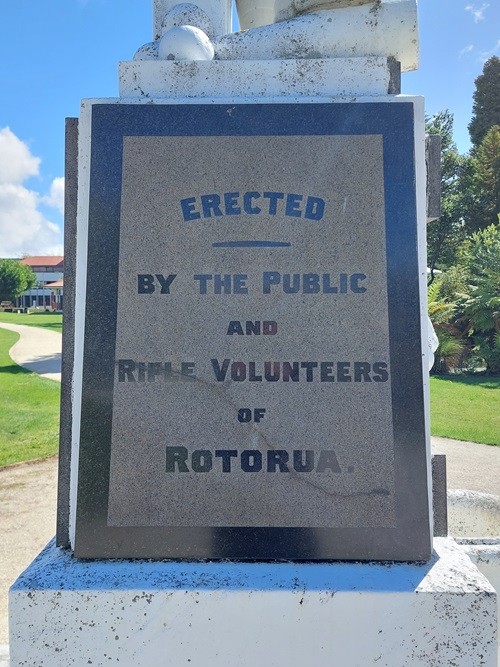 ERECTED
BY THE PUBLIC
AND
RIFLE VOLUNTEERS
OF
ROTORUA.